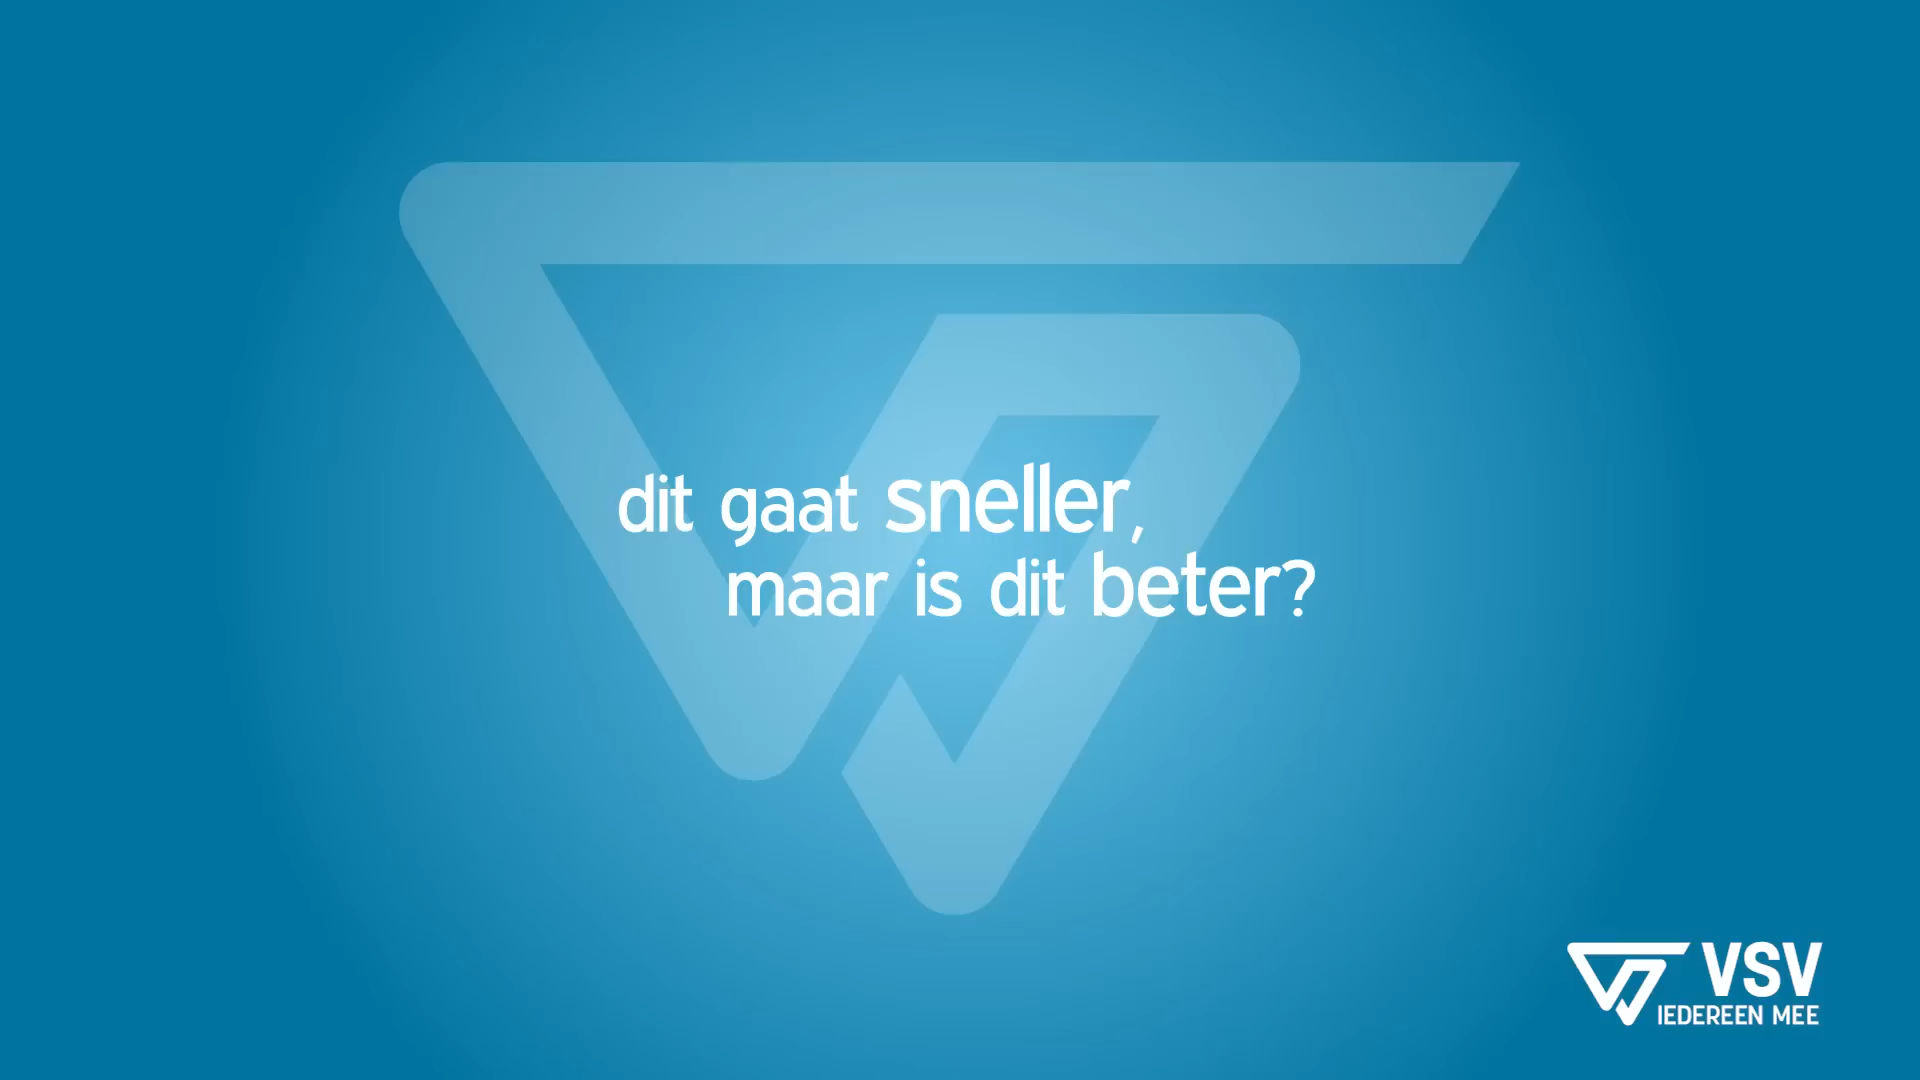 dit gaat sneller,
maar is dit beter?
VSV
IEDEREEN MEE